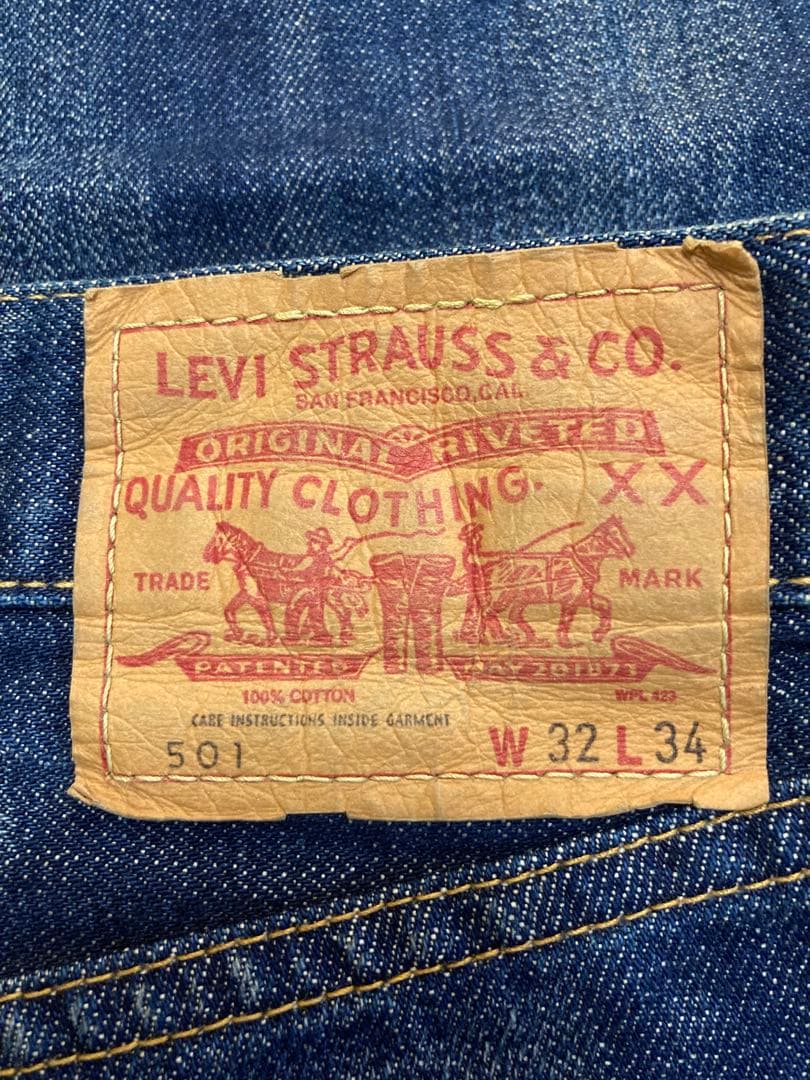 LEVI STRAUSS & CO.
SAN FRANCISCO, CAL.
ORIGINAL RIVETED
QUALITY CLOTHING. XX
TRADE MARK
PATENTED MAY 20 1873
100% COTTON WPL 423
CARE INSTRUCTIONS INSIDE GARMENT
501 W 32 L 34